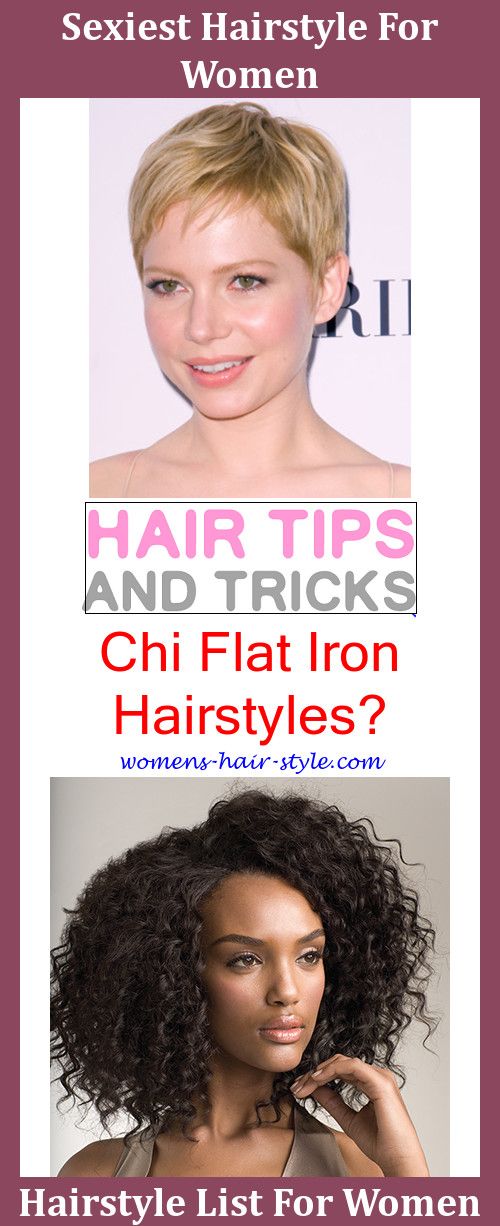 Sexiest Hairstyle For
Women
RI
HAIR TIPS
AND TRICKS
Chi Flat Iron
Hairstyles?
womens-hair-style.com
Hairstyle List For Women